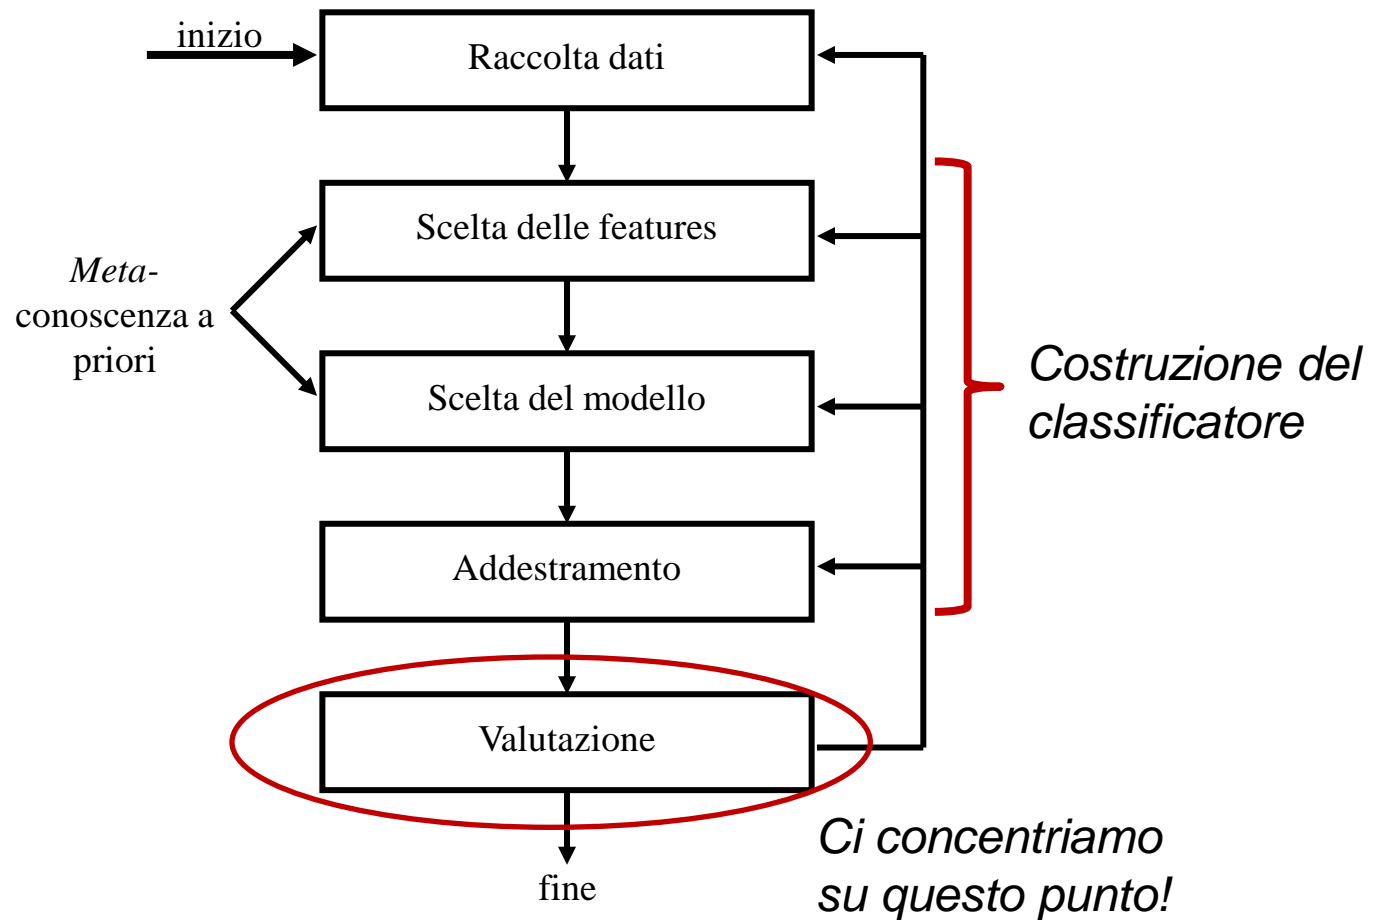 inizio
Raccolta dati
Scelta delle features
Meta-
conoscenza a
priori
Scelta del modello
Costruzione del
classificatore
Addestramento
Valutazione
Ci concentriamo
su questo punto!
fine